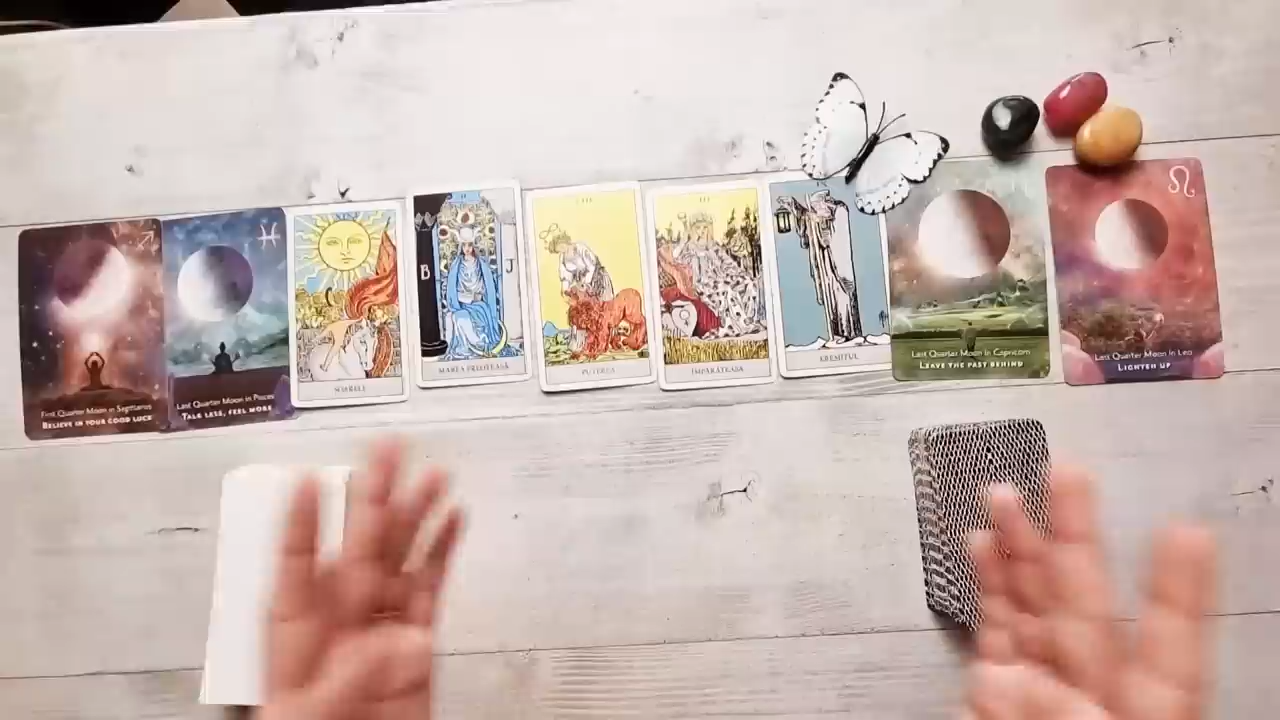 First Quarter Moon in Sagittarius
BELIEVE IN YOUR GOOD LUCK
Last Quarter Moon in Pisces
TALK LESS, FEEL MORE
SOARELE
II
B
J
MAREA PREOTEASĂ
PUTEREA
III
ÎMPĂRĂTEASA
Last Quarter Moon in Capricorn
LEAVE THE PAST BEHIND
Last Quarter Moon in Leo
LIGHTEN UP